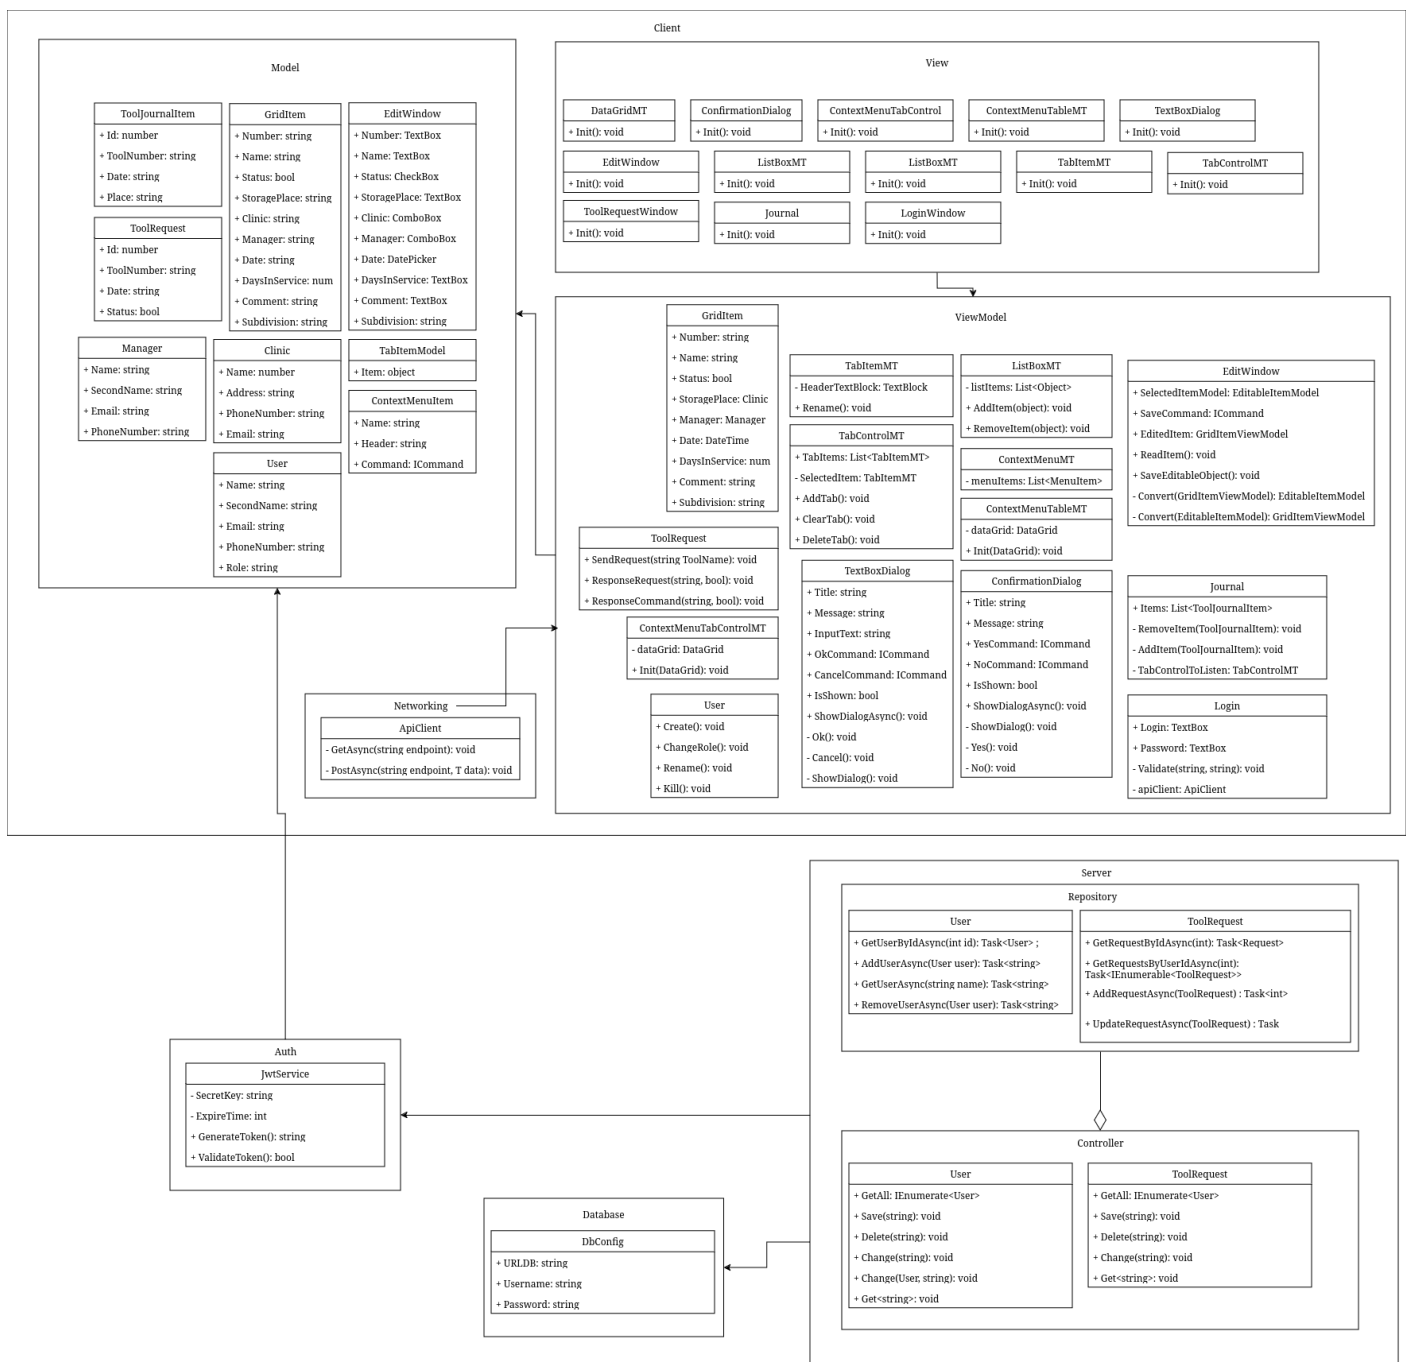 Client
Model
ToolJournalItem
+ Id: number
+ ToolNumber: string
+ Date: string
+ Place: string
GridItem
+ Number: string
+ Name: string
+ Status: bool
+ StoragePlace: string
+ Clinic: string
+ Manager: string
+ Date: string
+ DaysInService: num
+ Comment: string
+ Subdivision: string
EditWindow
+ Number: TextBox
+ Name: TextBox
+ Status: CheckBox
+ StoragePlace: TextBox
+ Clinic: ComboBox
+ Manager: ComboBox
+ Date: DatePicker
+ DaysInService: TextBox
+ Comment: TextBox
+ Subdivision: string
ToolRequest
+ Id: number
+ ToolNumber: string
+ Date: string
+ Status: bool
Manager
+ Name: string
+ SecondName: string
+ Email: string
+ PhoneNumber: string
Clinic
+ Name: number
+ Address: string
+ PhoneNumber: string
+ Email: string
TabItemModel
+ Item: object
ContextMenuItem
+ Name: string
+ Header: string
+ Command: ICommand
User
+ Name: string
+ SecondName: string
+ Email: string
+ PhoneNumber: string
+ Role: string
View
DataGridMT
+ Init(): void
ConfirmationDialog
+ Init(): void
ContextMenuTabControl
+ Init(): void
ContextMenuTableMT
+ Init(): void
TextBoxDialog
+ Init(): void
EditWindow
+ Init(): void
ListBoxMT
+ Init(): void
ListBoxMT
+ Init(): void
TabItemMT
+ Init(): void
TabControlMT
+ Init(): void
ToolRequestWindow
+ Init(): void
Journal
+ Init(): void
LoginWindow
+ Init(): void
ViewModel
GridItem
+ Number: string
+ Name: string
+ Status: bool
+ StoragePlace: Clinic
+ Manager: Manager
+ Date: DateTime
+ DaysInService: num
+ Comment: string
+ Subdivision: string
TabItemMT
- HeaderTextBlock: TextBlock
+ Rename(): void
ListBoxMT
- listItems: List<Object>
+ AddItem(object): void
+ RemoveItem(object): void
EditWindow
+ SelectedItemModel: EditableItemModel
+ SaveCommand: ICommand
+ EditedItem: GridItemViewModel
+ ReadItem(): void
+ SaveEditableObject(): void
- Convert(GridItemViewModel): EditableItemModel
- Convert(EditableItemModel): GridItemViewModel
TabControlMT
+ TabItems: List<TabItemMT>
- SelectedItem: TabItemMT
+ AddTab(): void
+ ClearTab(): void
+ DeleteTab(): void
ContextMenuMT
- menuItems: List<MenuItem>
ContextMenuTableMT
- dataGrid: DataGrid
+ Init(DataGrid): void
ToolRequest
+ SendRequest(string ToolName): void
+ ResponseRequest(string, bool): void
+ ResponseCommand(string, bool): void
TextBoxDialog
+ Title: string
+ Message: string
+ InputText: string
+ OkCommand: ICommand
+ CancelCommand: ICommand
+ IsShown: bool
+ ShowDialogAsync(): void
- Ok(): void
- Cancel(): void
- ShowDialog(): void
ConfirmationDialog
+ Title: string
+ Message: string
+ YesCommand: ICommand
+ NoCommand: ICommand
+ IsShown: bool
+ ShowDialogAsync(): void
- ShowDialog(): void
- Yes(): void
- No(): void
Journal
+ Items: List<ToolJournalItem>
- RemoveItem(ToolJournalItem): void
- AddItem(ToolJournalItem): void
- TabControlToListen: TabControlMT
ContextMenuTabControlMT
- dataGrid: DataGrid
+ Init(DataGrid): void
User
+ Create(): void
+ ChangeRole(): void
+ Rename(): void
+ Kill(): void
Login
+ Login: TextBox
+ Password: TextBox
- Validate(string, string): void
- apiClient: ApiClient
Networking
ApiClient
- GetAsync(string endpoint): void
- PostAsync(string endpoint, T data): void
Server
Repository
User
+ GetUserByIdAsync(int id): Task<User> ;
+ AddUserAsync(User user): Task<string>
+ GetUserAsync(string name): Task<string>
+ RemoveUserAsync(User user): Task<string>
ToolRequest
+ GetRequestByIdAsync(int): Task<Request>
+ GetRequestsByUserIdAsync(int):
Task<IEnumerable<ToolRequest>>
+ AddRequestAsync(ToolRequest) : Task<int>
+ UpdateRequestAsync(ToolRequest) : Task
Auth
JwtService
- SecretKey: string
- ExpireTime: int
+ GenerateToken(): string
+ ValidateToken(): bool
Controller
User
+ GetAll: IEnumerate<User>
+ Save(string): void
+ Delete(string): void
+ Change(string): void
+ Change(User, string): void
+ Get<string>: void
ToolRequest
+ GetAll: IEnumerate<User>
+ Save(string): void
+ Delete(string): void
+ Change(string): void
+ Get<string>: void
Database
DbConfig
+ URLDB: string
+ Username: string
+ Password: string